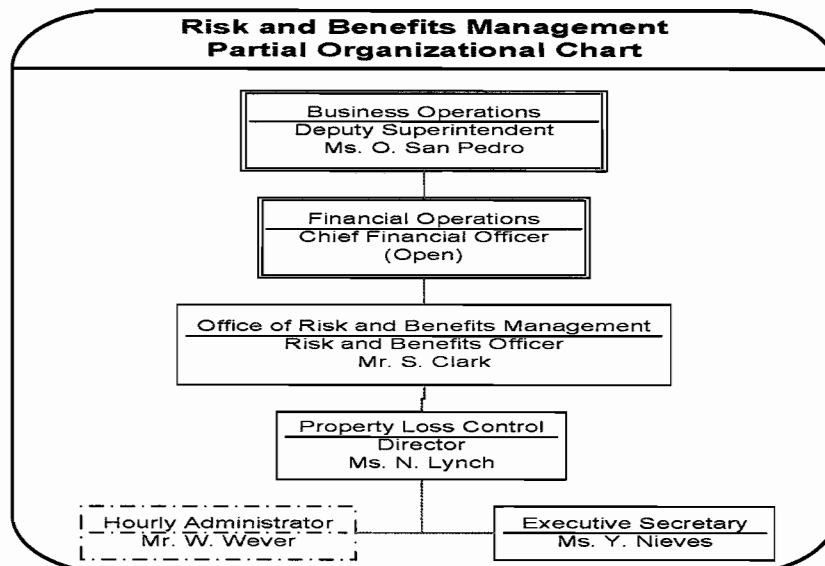 Risk and Benefits Management
Partial Organizational Chart
Business Operations
Deputy Superintendent
Ms. O. San Pedro
Financial Operations
Chief Financial Officer
(Open)
Office of Risk and Benefits Management
Risk and Benefits Officer
Mr. S. Clark
Property Loss Control
Director
Ms. N. Lynch
Hourly Administrator
Mr. W. Wever
Executive Secretary
Ms. Y. Nieves